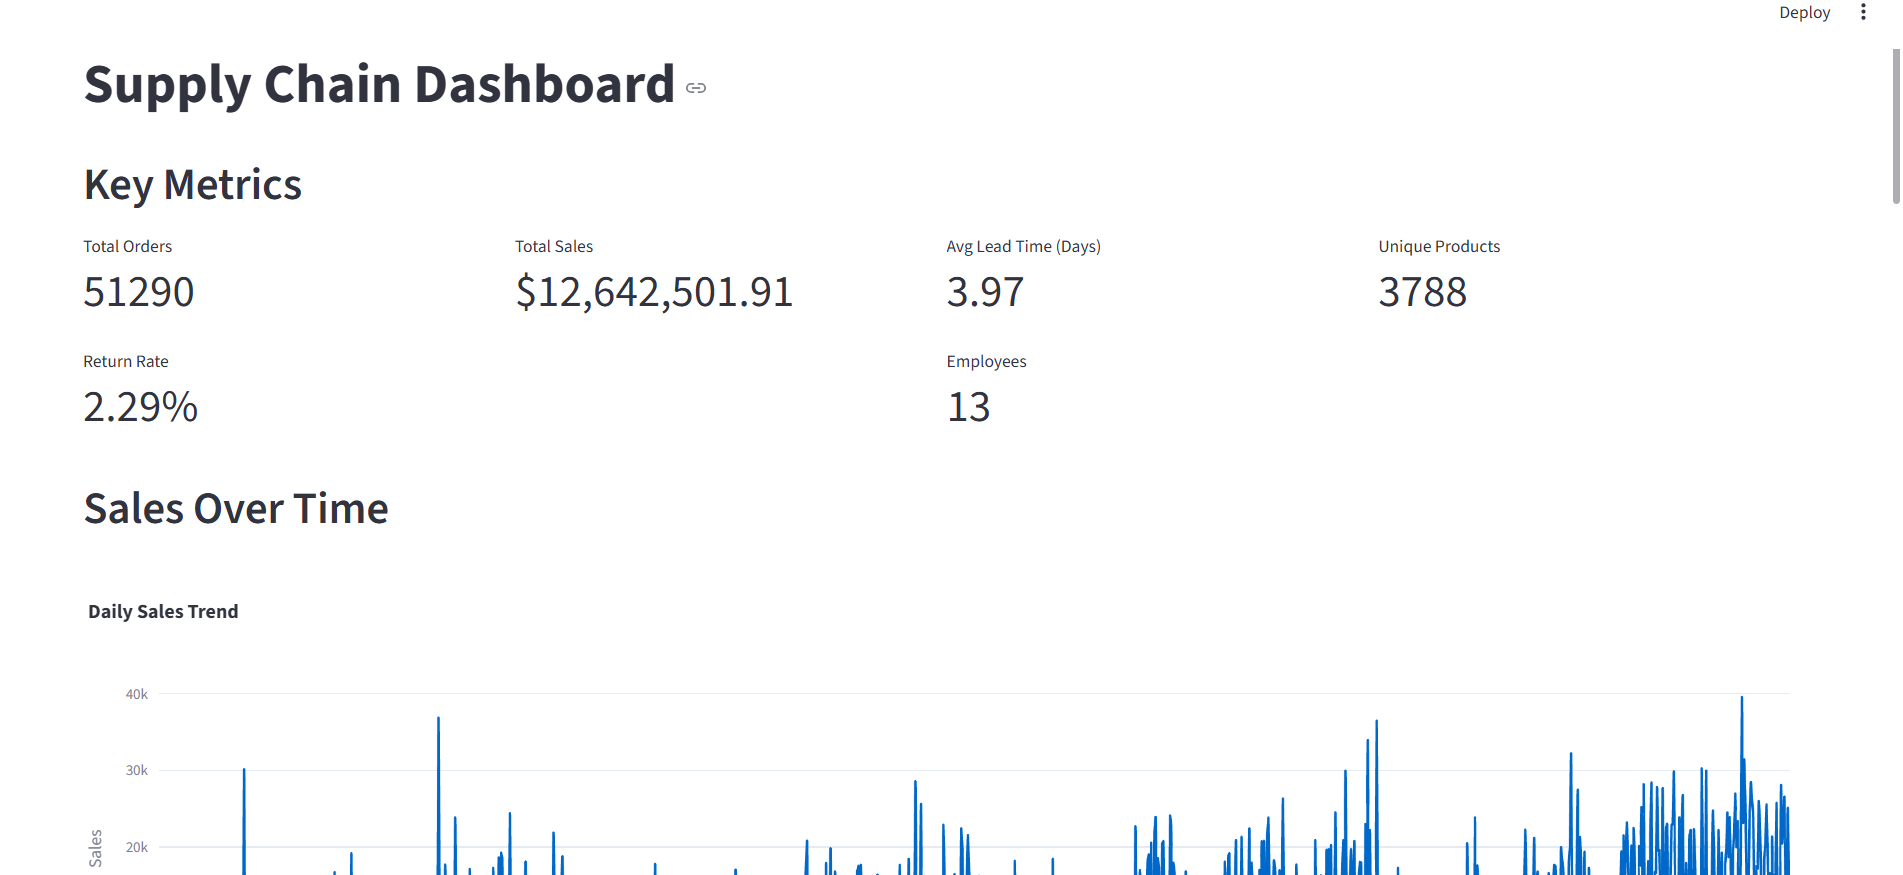 Deploy
Supply Chain Dashboard
Key Metrics
Total Orders Total Sales Avg Lead Time (Days) Unique Products
51290 $12,642,501.91 3.97 3788
Return Rate Employees
2.29% 13
Sales Over Time
Daily Sales Trend
40k
30k
20k
Sales